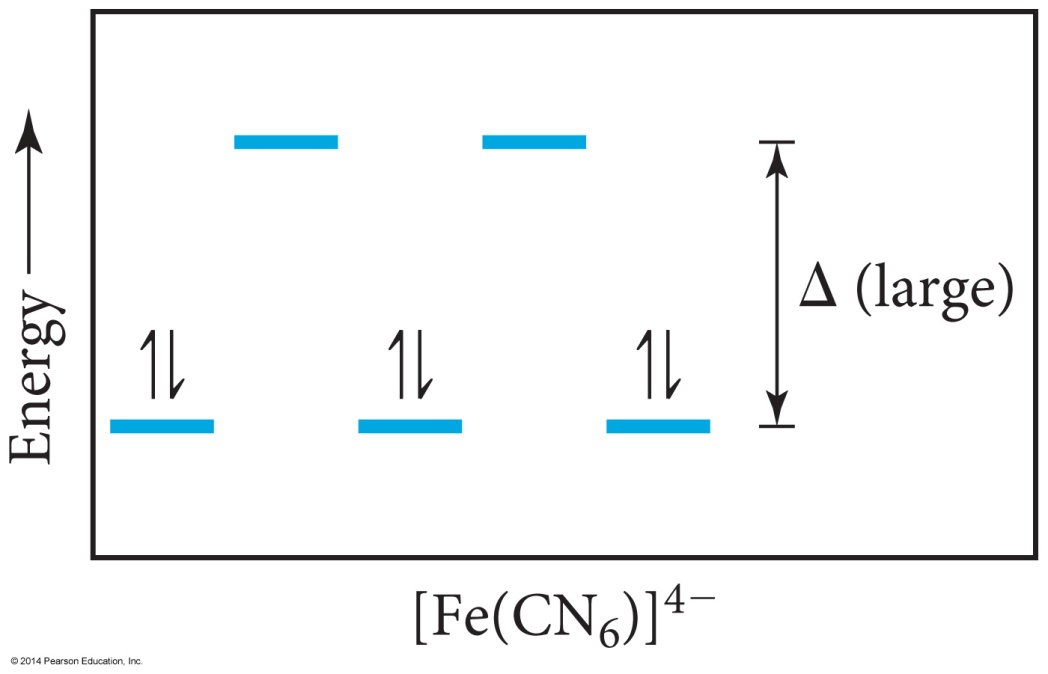 Energy
Δ (large)
[Fe(CN₆)]⁴⁻
© 2014 Pearson Education, Inc.